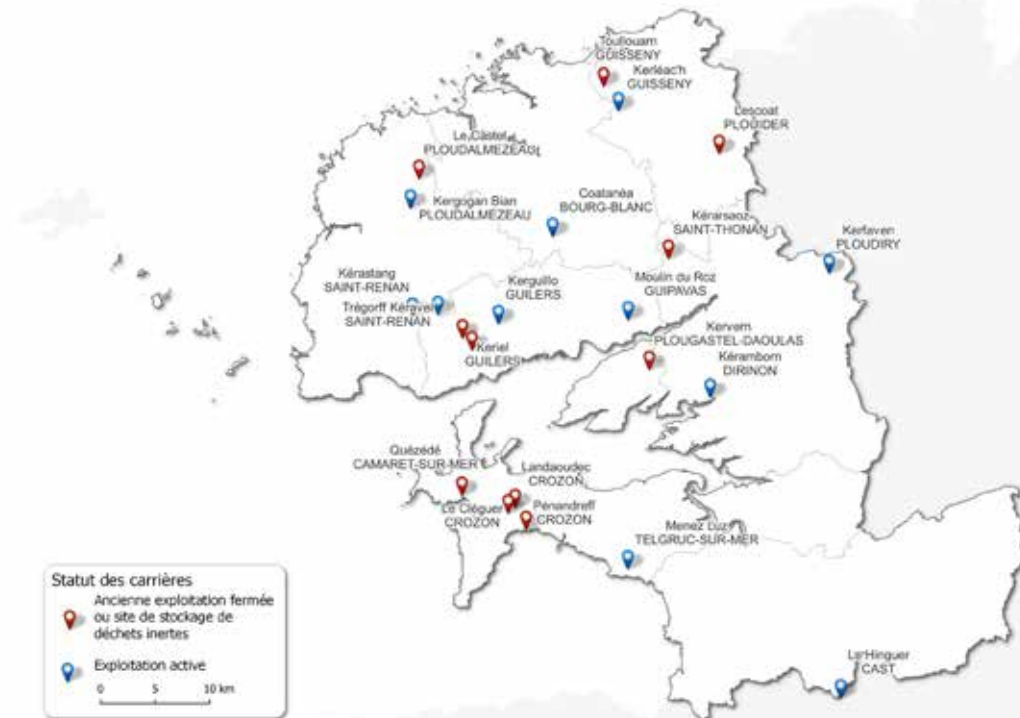 Toullouarn
GUISSENY
Kerléac'h
GUISSENY
Lescoat
PLOUIDER
Le Castel
PLOUDALMEZEAU
Kergogan Bian
PLOUDALMEZEAU
Coatanéa
BOURG-BLANC
Kérarsaoz
SAINT-THONAN
Kerfaven
PLOUDIRY
Kérastang
SAINT-RENAN
Trégorff Kéravel
SAINT-RENAN
Kerguillo
GUILERS
Moulin du Roz
GUIPAVAS
Keriel
GUILERS
Kervern
PLOUGASTEL-DAOULAS
Kéramborn
DIRINON
Quézédé
CAMARET-SUR-MER
Landaoudec
CROZON
Le Cléguer
CROZON
Pénandreff
CROZON
Menez Luz
TELGRUC-SUR-MER
Le Hinguer
CAST
Statut des carrières
Ancienne exploitation fermée
ou site de stockage de
déchets inertes
Exploitation active
0 5 10 km